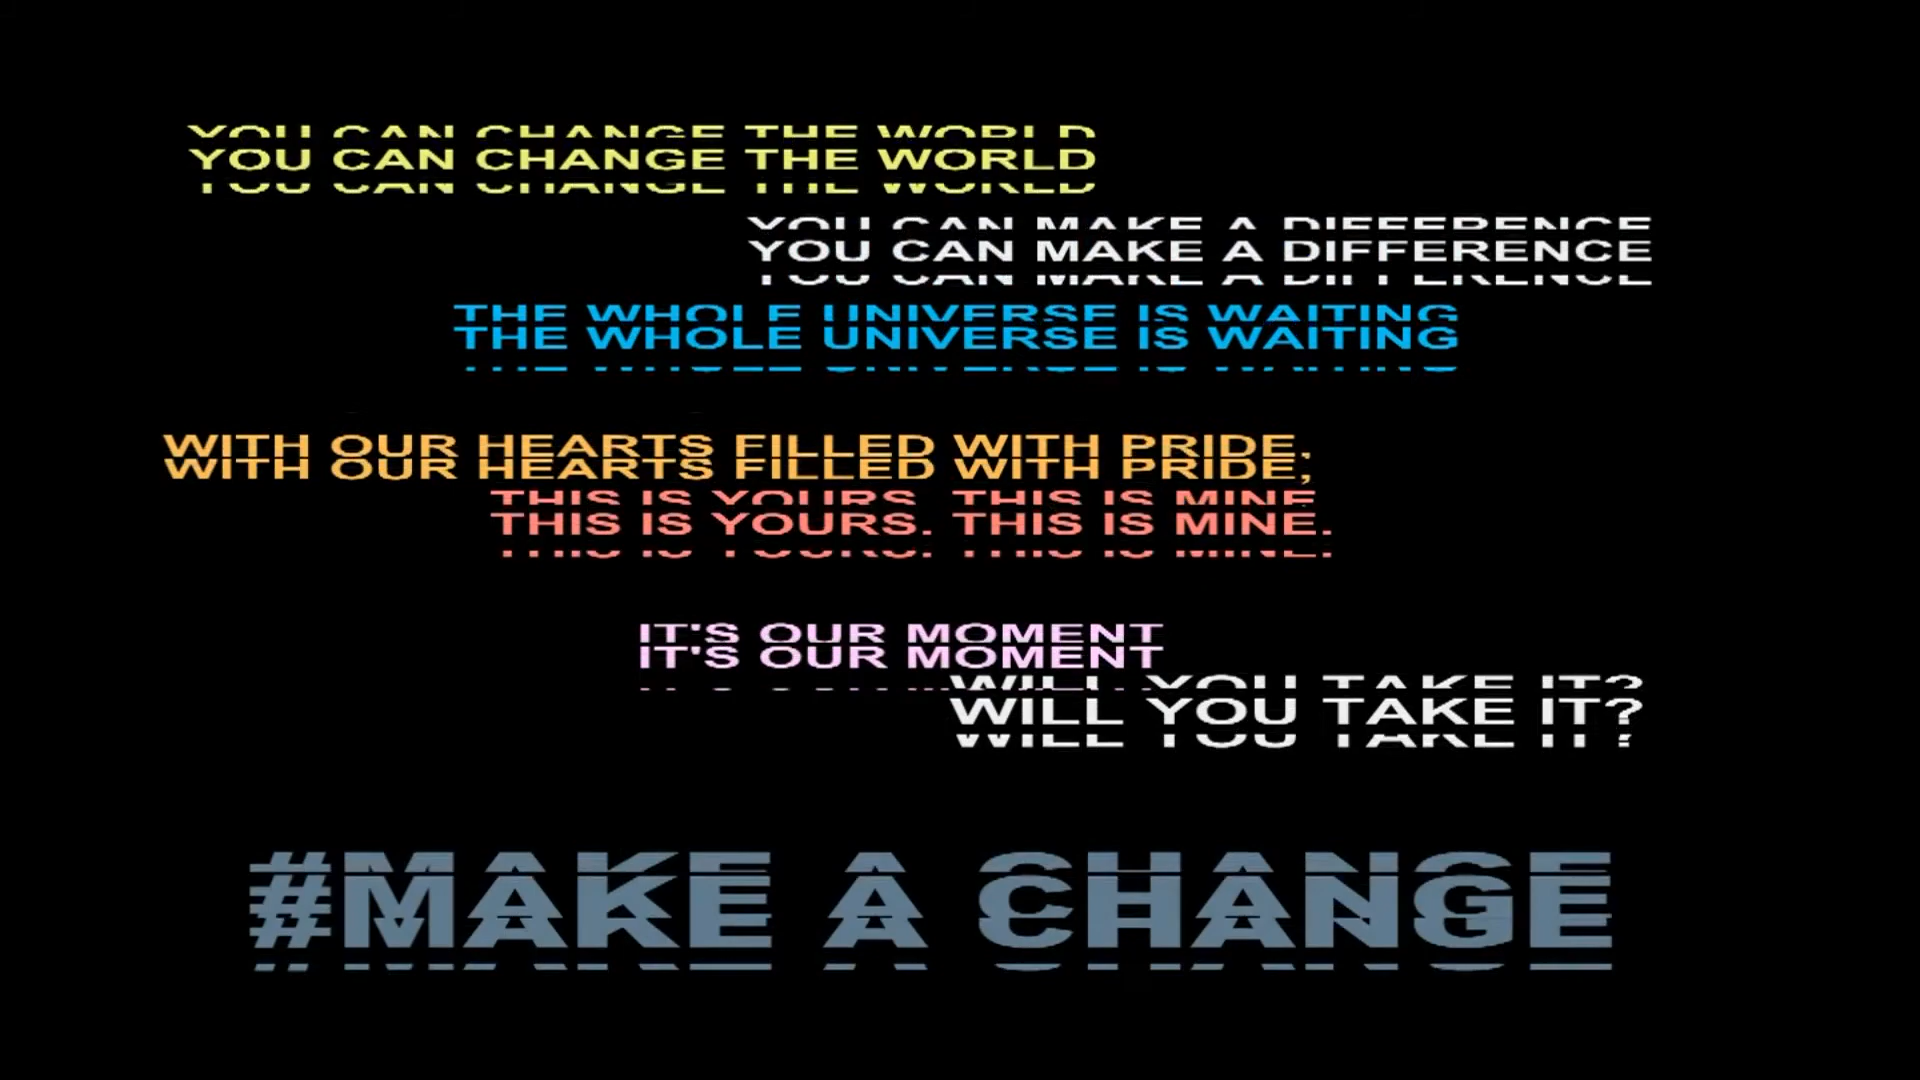 YOU CAN CHANGE THE WORLD
YOU CAN MAKE A DIFFERENCE
THE WHOLE UNIVERSE IS WAITING
WITH OUR HEARTS FILLED WITH PRIDE;
THIS IS YOURS. THIS IS MINE.
IT'S OUR MOMENT
WILL YOU TAKE IT?
#MAKE A CHANGE